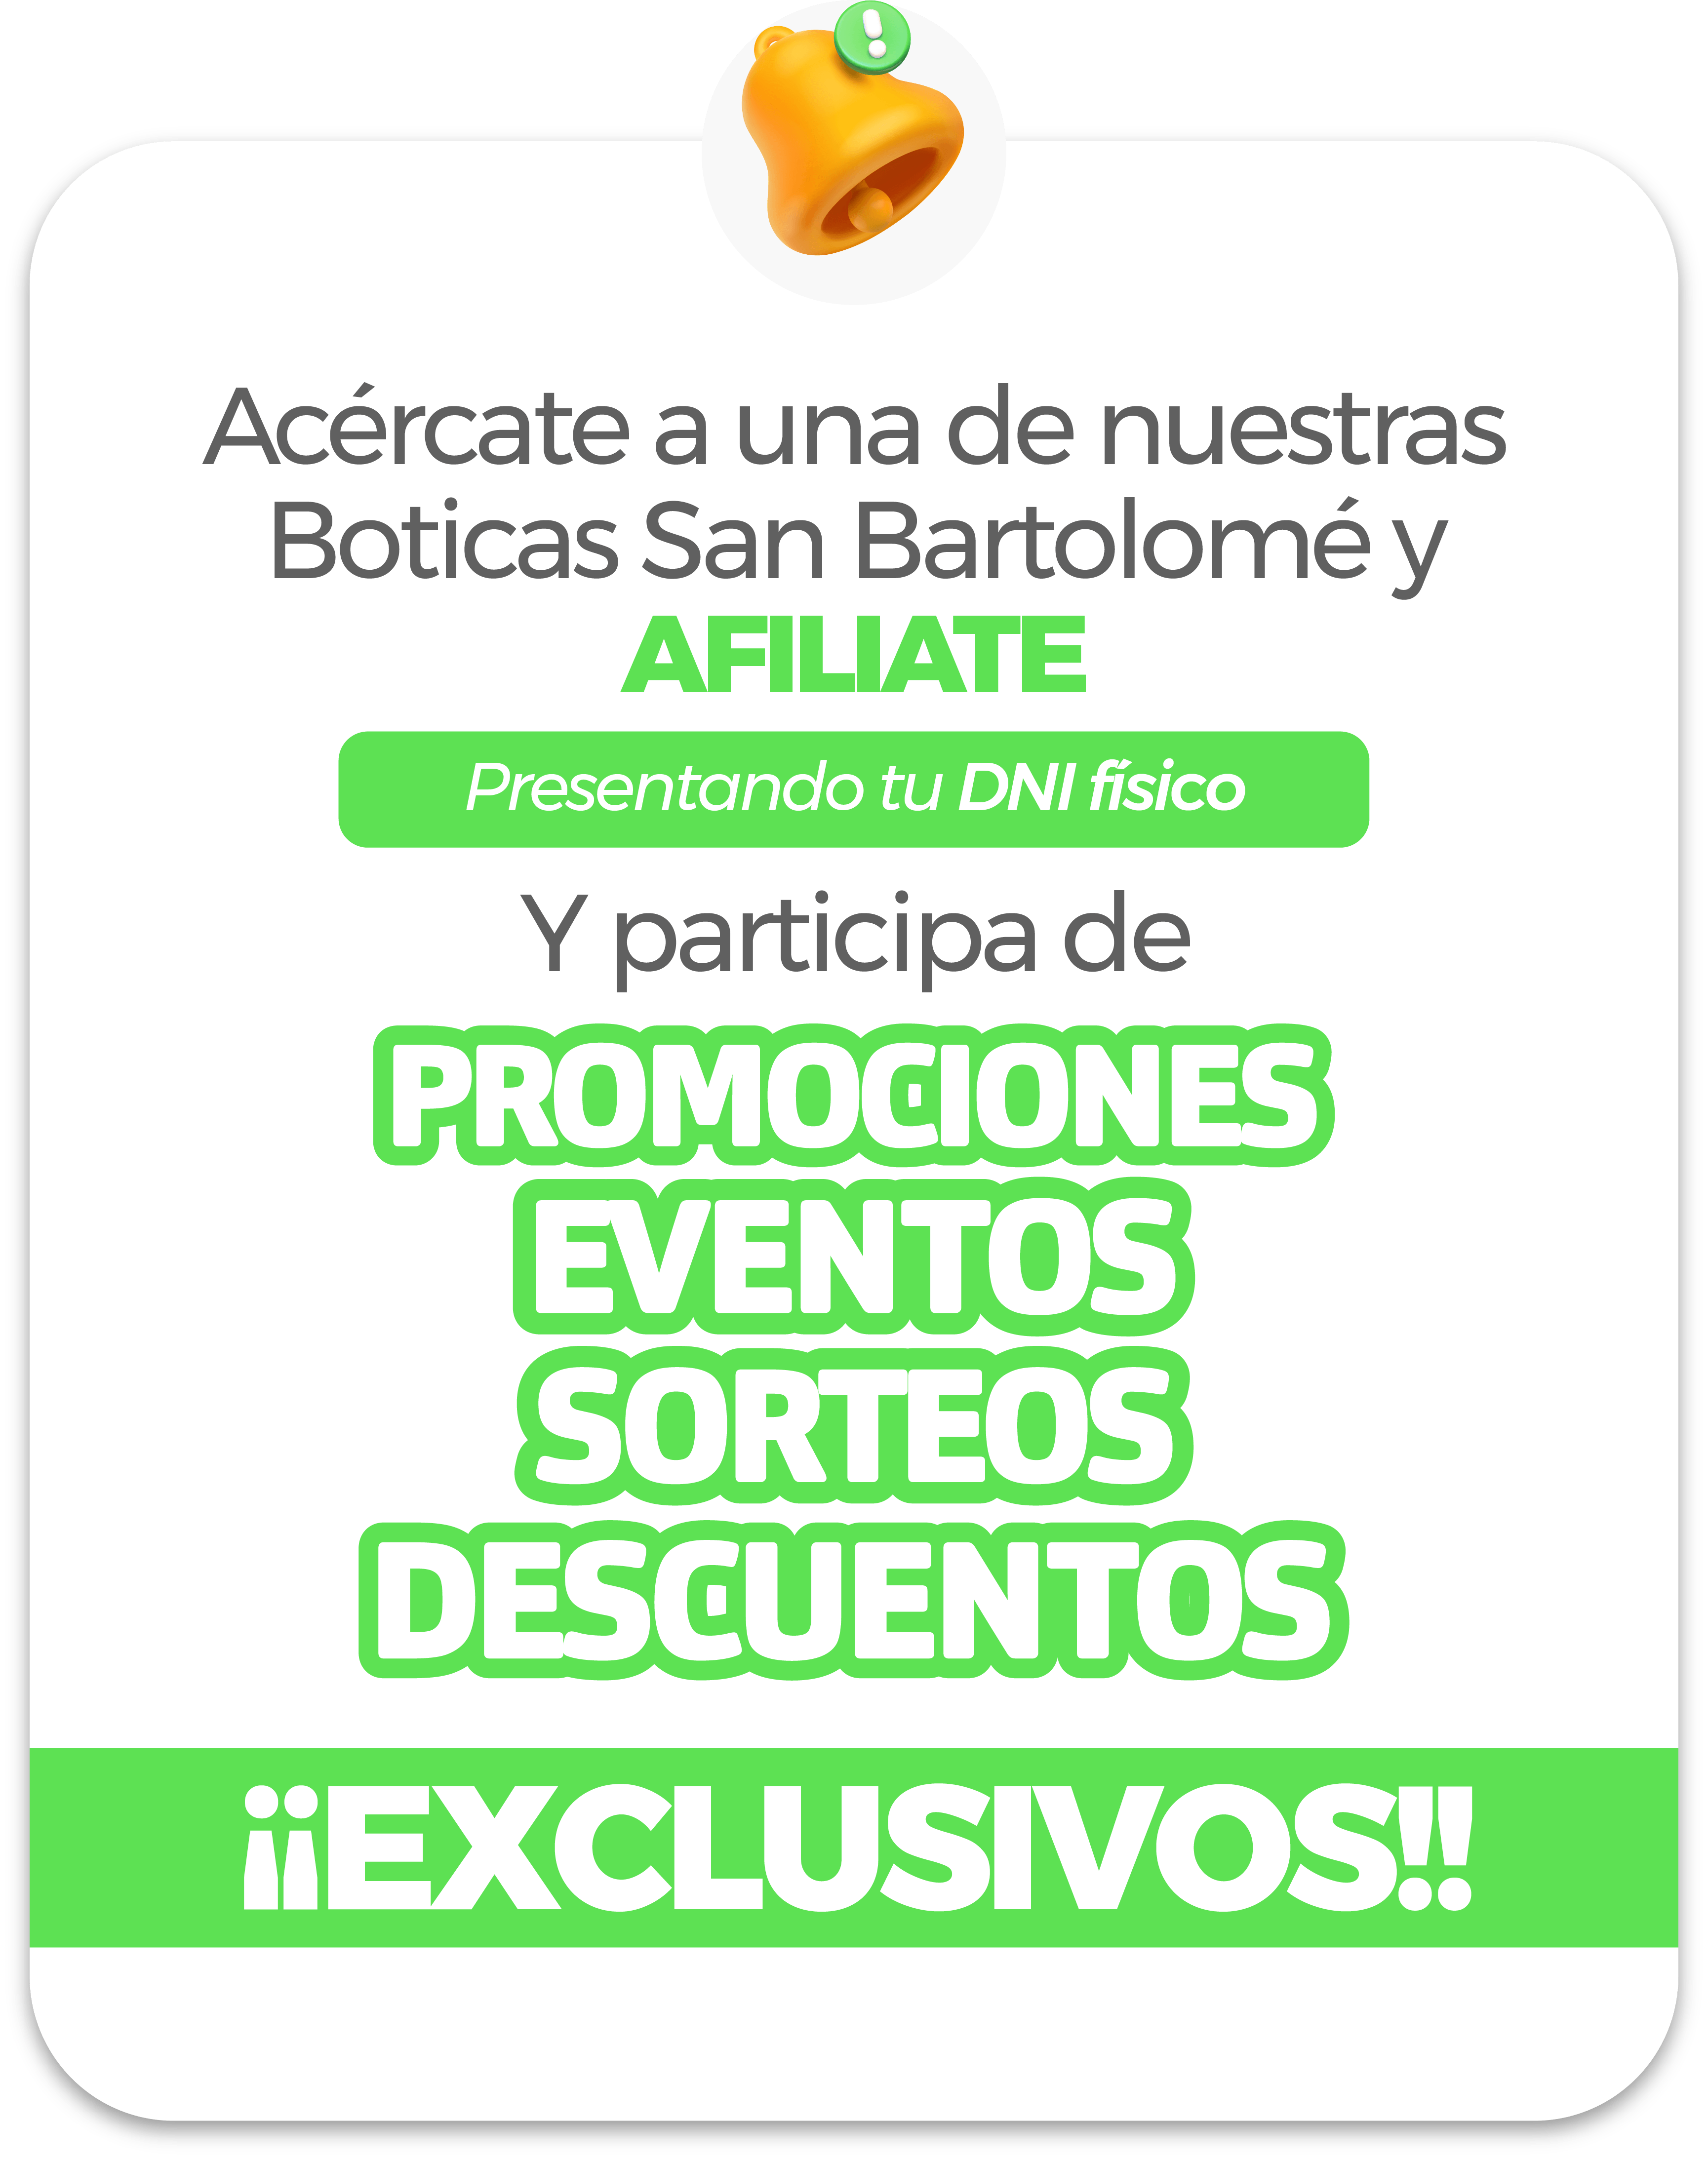 Acércate a una de nuestras
Boticas San Bartolomé y
AFILIATE
Presentando tu DNI físico
Y participa de
PROMOCIONES
EVENTOS
SORTEOS
DESCUENTOS
¡¡EXCLUSIVOS!!